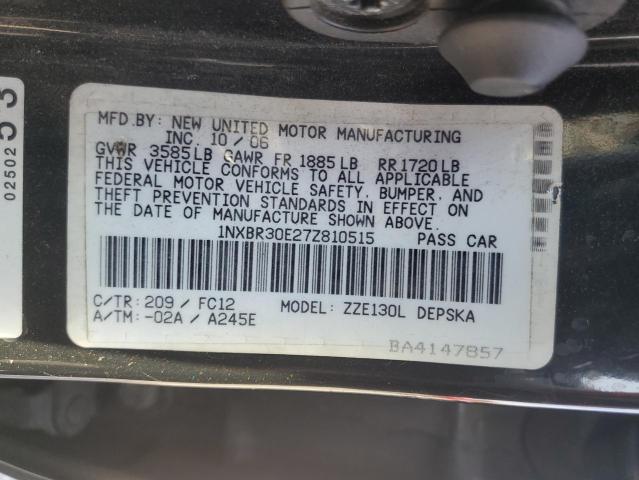 MFD.BY: NEW UNITED MOTOR MANUFACTURING
INC. 10/06
GVWR 3585LB GAWR FR 1885LB RR1720LB
THIS VEHICLE CONFORMS TO ALL APPLICABLE
FEDERAL MOTOR VEHICLE SAFETY, BUMPER, AND
THEFT PREVENTION STANDARDS IN EFFECT ON
THE DATE OF MANUFACTURE SHOWN ABOVE.
1NXBR30E27Z810515 PASS CAR
C/TR: 209 / FC12 MODEL: ZZE130L DEPSKA
A/TM: -02A / A245E
BA4147857
02502
53